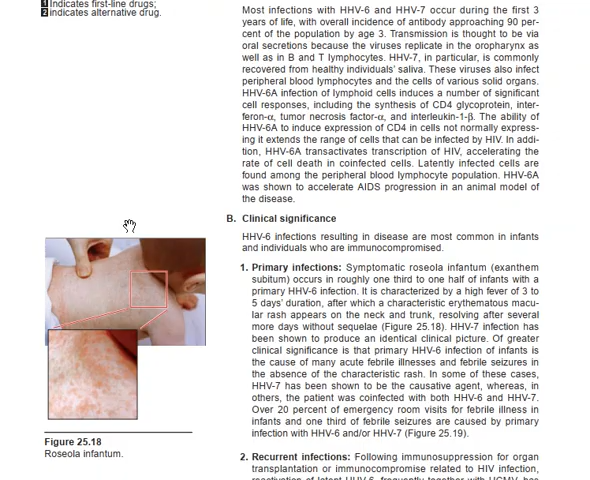 1 Indicates first-line drugs;
2 indicates alternative drug.
Most infections with HHV-6 and HHV-7 occur during the first 3
years of life, with overall incidence of antibody approaching 90 per-
cent of the population by age 3. Transmission is thought to be via
oral secretions because the viruses replicate in the oropharynx as
well as in B and T lymphocytes. HHV-7, in particular, is commonly
recovered from healthy individuals' saliva. These viruses also infect
peripheral blood lymphocytes and the cells of various solid organs.
HHV-6A infection of lymphoid cells induces a number of significant
cell responses, including the synthesis of CD4 glycoprotein, inter-
feron-α, tumor necrosis factor-α, and interleukin-1-β. The ability of
HHV-6A to induce expression of CD4 in cells not normally express-
ing it extends the range of cells that can be infected by HIV. In addi-
tion, HHV-6A transactivates transcription of HIV, accelerating the
rate of cell death in coinfected cells. Latently infected cells are
found among the peripheral blood lymphocyte population. HHV-6A
was shown to accelerate AIDS progression in an animal model of
the disease.
B. Clinical significance
HHV-6 infections resulting in disease are most common in infants
and individuals who are immunocompromised.
1. Primary infections: Symptomatic roseola infantum (exanthem
subitum) occurs in roughly one third to one half of infants with a
primary HHV-6 infection. It is characterized by a high fever of 3 to
5 days' duration, after which a characteristic erythematous macu-
lar rash appears on the neck and trunk, resolving after several
more days without sequelae (Figure 25.18). HHV-7 infection has
been shown to produce an identical clinical picture. Of greater
clinical significance is that primary HHV-6 infection of infants is
the cause of many acute febrile illnesses and febrile seizures in
the absence of the characteristic rash. In some of these cases,
HHV-7 has been shown to be the causative agent, whereas, in
others, the patient was coinfected with both HHV-6 and HHV-7.
Over 20 percent of emergency room visits for febrile illness in
infants and one third of febrile seizures are caused by primary
infection with HHV-6 and/or HHV-7 (Figure 25.19).
Figure 25.18
Roseola infantum.
2. Recurrent infections: Following immunosuppression for organ
transplantation or immunocompromise related to HIV infection,